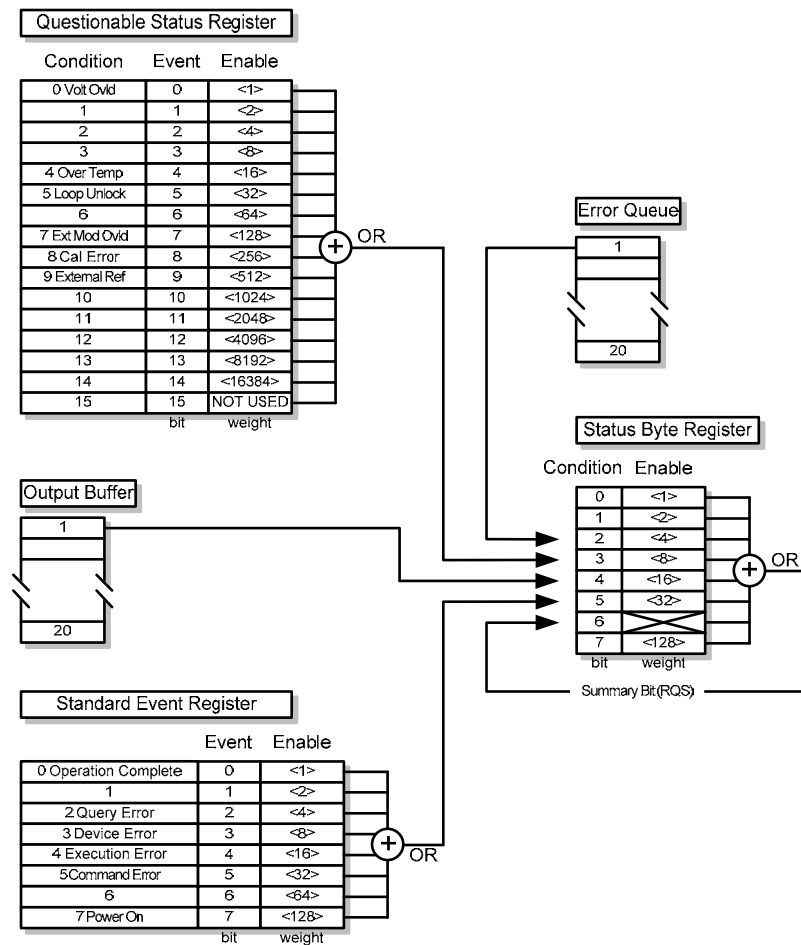 Questionable Status Register
Condition Event Enable
0 Volt Ovld 0 <1>
1 1 <2>
2 2 <4>
3 3 <8>
4 Over Temp 4 <16>
5 Loop Unlock 5 <32>
6 6 <64>
7 Ext Mod Ovld 7 <128>
8 Cal Error 8 <256>
9 External Ref 9 <512>
10 10 <1024>
11 11 <2048>
12 12 <4096>
13 13 <8192>
14 14 <16384>
15 15 NOT USED
bit weight
+ OR
Error Queue
1
20
Output Buffer
1
20
Status Byte Register
Condition Enable
0 <1>
1 <2>
2 <4>
3 <8>
4 <16>
5 <32>
6
7 <128>
bit weight
+ OR
Summary Bit (RQS)
Standard Event Register
Event Enable
0 Operation Complete 0 <1>
1 1 <2>
2 Query Error 2 <4>
3 Device Error 3 <8>
4 Execution Error 4 <16>
5Command Error 5 <32>
6 6 <64>
7 Power On 7 <128>
bit weight
+ OR